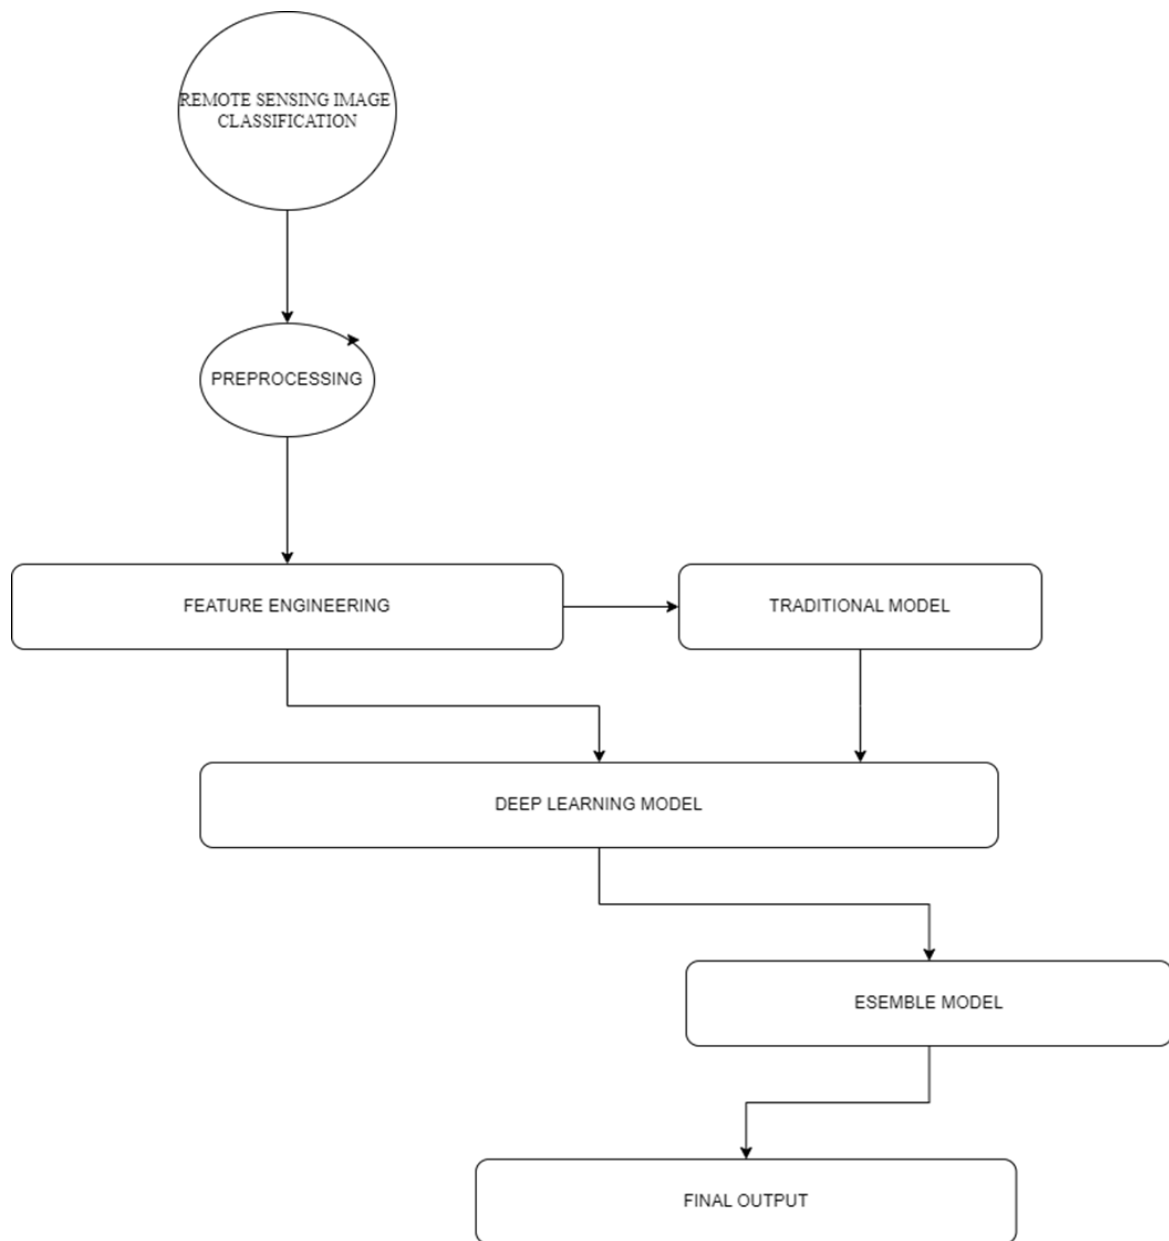 REMOTE SENSING IMAGE
CLASSIFICATION
PREPROCESSING
FEATURE ENGINEERING
TRADITIONAL MODEL
DEEP LEARNING MODEL
ESEMBLE MODEL
FINAL OUTPUT